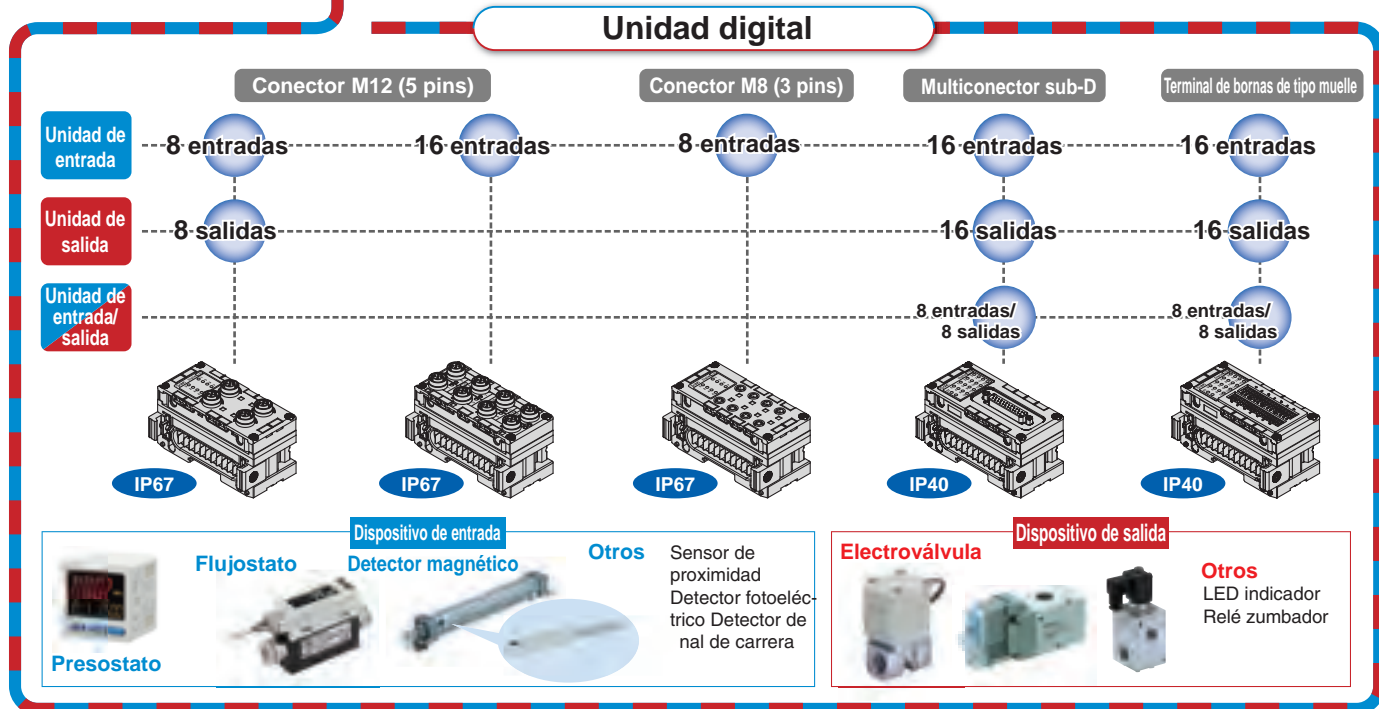 Unidad digital
Conector M12 (5 pins)
Conector M8 (3 pins)
Multiconector sub-D
Terminal de bornas de tipo muelle
Unidad de
entrada
8 entradas
16 entradas
8 entradas
16 entradas
16 entradas
Unidad de
salida
8 salidas
16 salidas
16 salidas
Unidad de
entrada/
salida
8 entradas/
8 salidas
8 entradas/
8 salidas
IP67
IP67
IP67
IP40
IP40
Dispositivo de entrada
Presostato
Flujostato
Detector magnético
Otros
Sensor de
proximidad
Detector fotoeléc-
trico Detector de
nal de carrera
Dispositivo de salida
Electroválvula
Otros
LED indicador
Relé zumbador